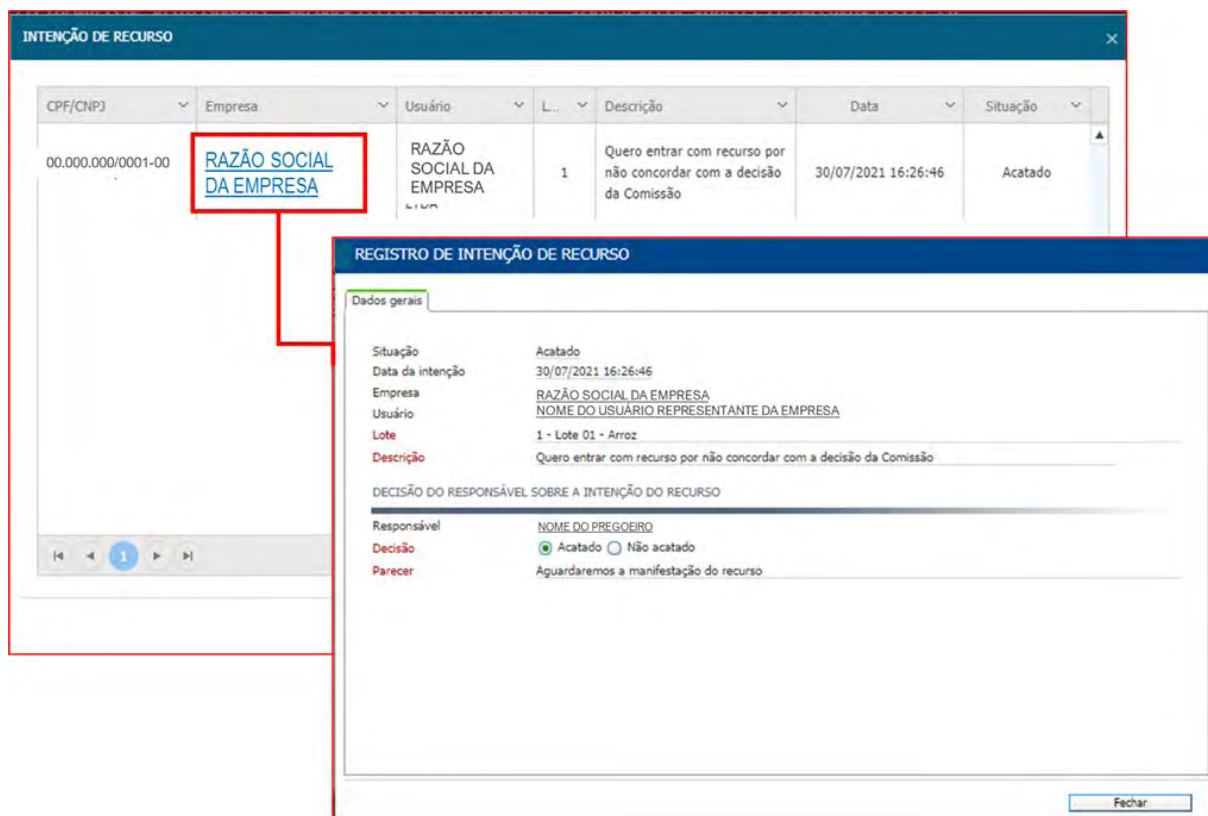 INTENÇÃO DE RECURSO
CPF/CNPJ Empresa Usuário L... Descrição Data Situação
00.000.000/0001-00
RAZÃO SOCIAL
DA EMPRESA
RAZÃO
SOCIAL DA
EMPRESA
1
Quero entrar com recurso por
não concordar com a decisão
da Comissão
30/07/2021 16:26:46
Acatado
1
REGISTRO DE INTENÇÃO DE RECURSO
Dados gerais
Situação Acatado
Data da intenção 30/07/2021 16:26:46
Empresa RAZÃO SOCIAL DA EMPRESA
Usuário NOME DO USUÁRIO REPRESENTANTE DA EMPRESA
Lote 1 - Lote 01 - Arroz
Descrição Quero entrar com recurso por não concordar com a decisão da Comissão
DECISÃO DO RESPONSÁVEL SOBRE A INTENÇÃO DO RECURSO
Responsável NOME DO PREGOEIRO
Decisão Acatado Não acatado
Parecer Aguardaremos a manifestação do recurso
Fechar